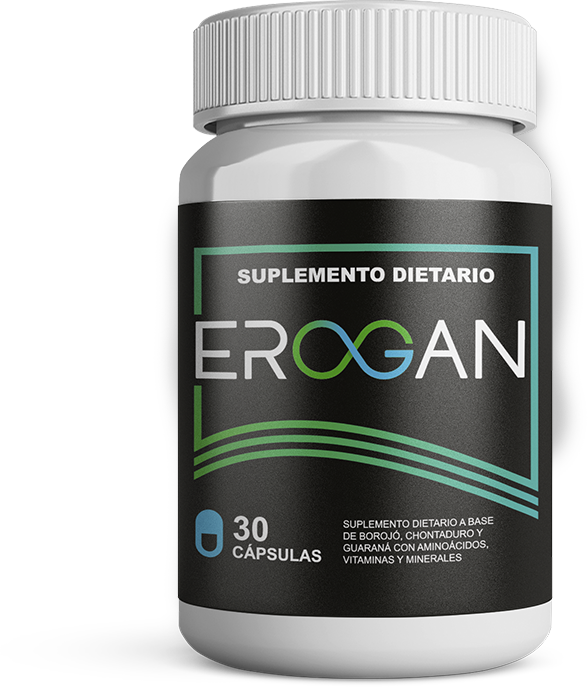 SUPLEMENTO DIETARIO
EROGAN
30
CÁPSULAS
SUPLEMENTO DIETARIO A BASE
DE BOROJÓ, CHONTADURO Y
GUARANÁ CON AMINOÁCIDOS,
VITAMINAS Y MINERALES